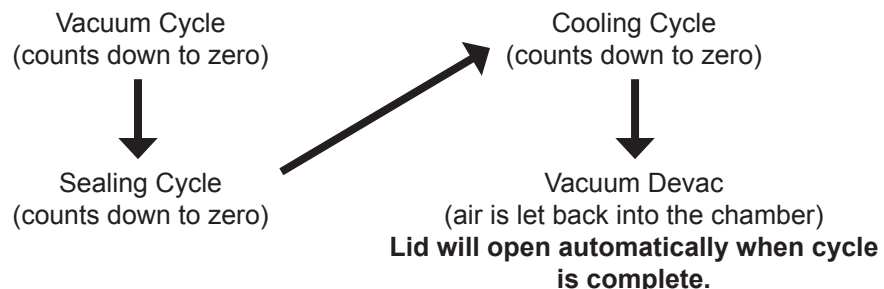 Vacuum Cycle
(counts down to zero)
Sealing Cycle
(counts down to zero)
Cooling Cycle
(counts down to zero)
Vacuum Devac
(air is let back into the chamber)
Lid will open automatically when cycle
is complete.